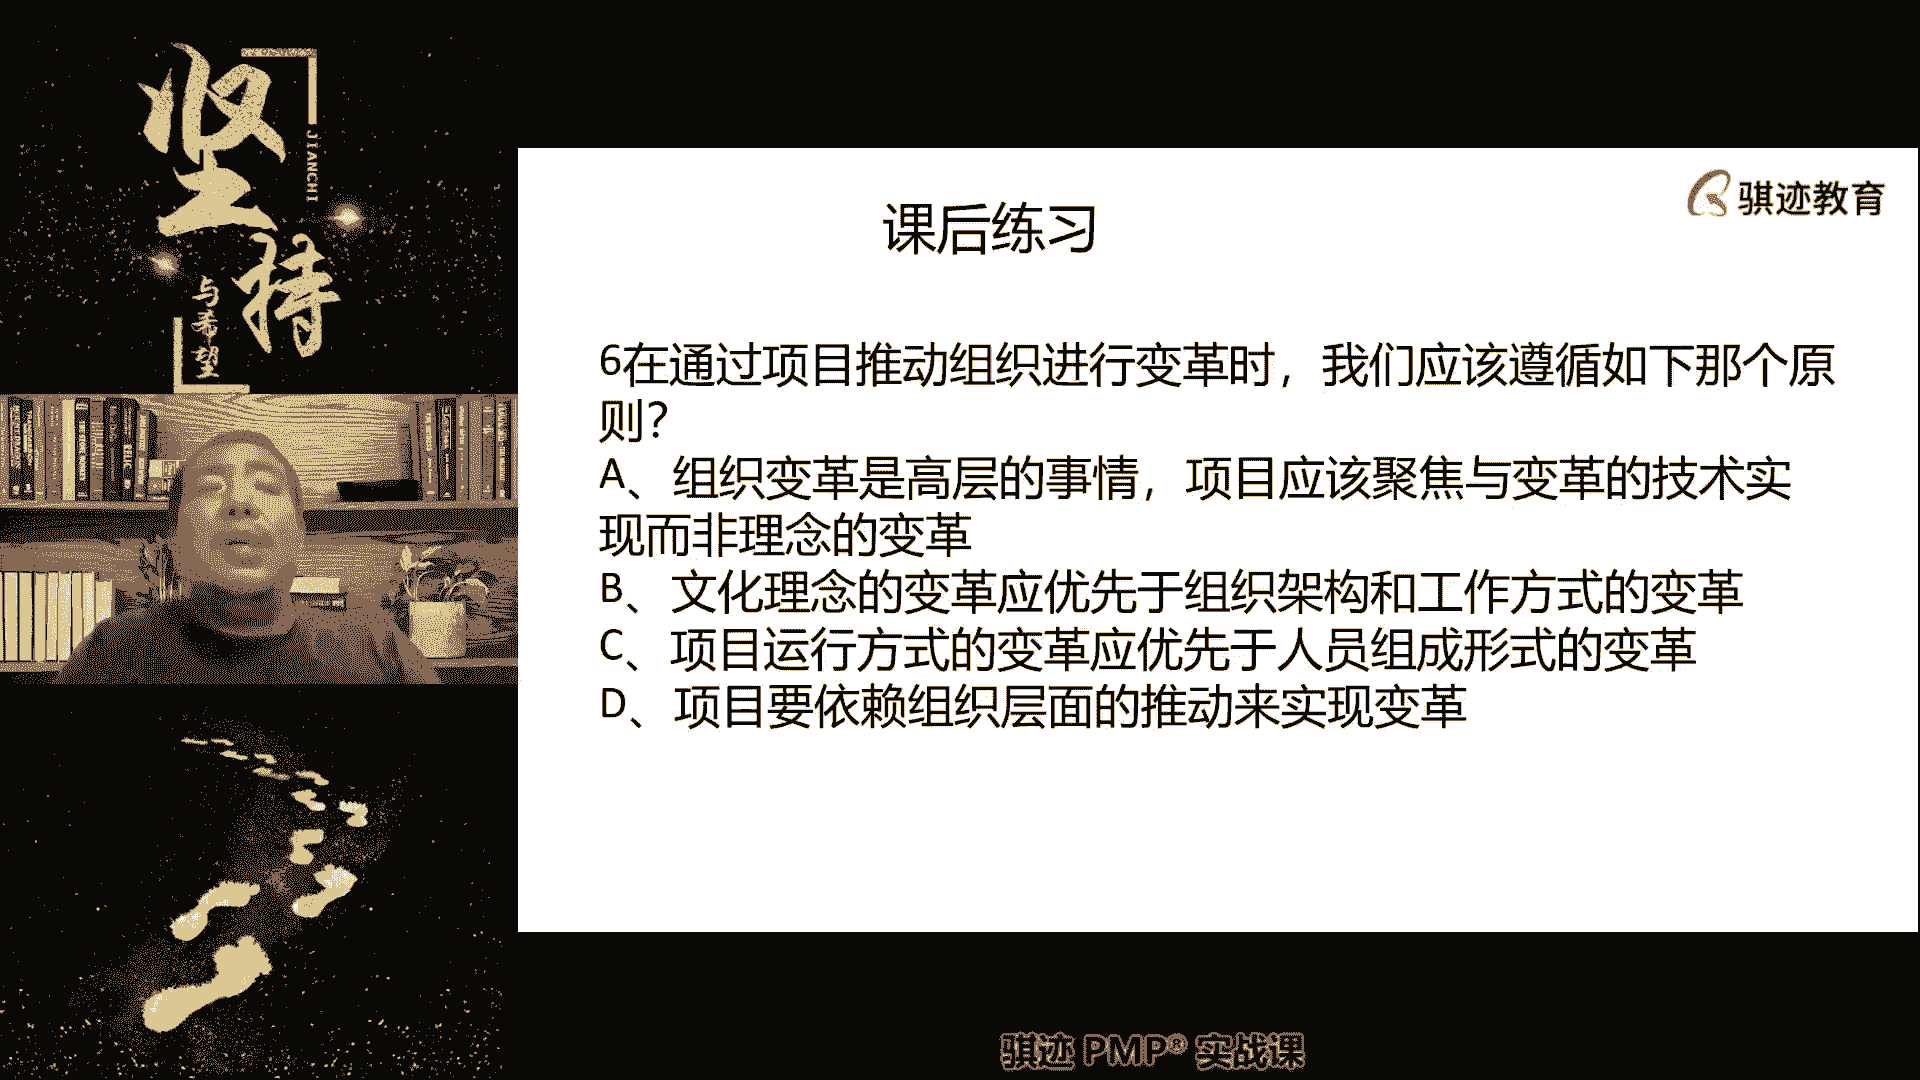 坚持
JIANCHI
与希望
骐迹教育
课后练习
6在通过项目推动组织进行变革时，我们应该遵循如下那个原
则？
A、组织变革是高层的事情，项目应该聚焦与变革的技术实
现而非理念的变革
B、文化理念的变革应优先于组织架构和工作方式的变革
C、项目运行方式的变革应优先于人员组成形式的变革
D、项目要依赖组织层面的推动来实现变革
骐迹 PMP® 实战课